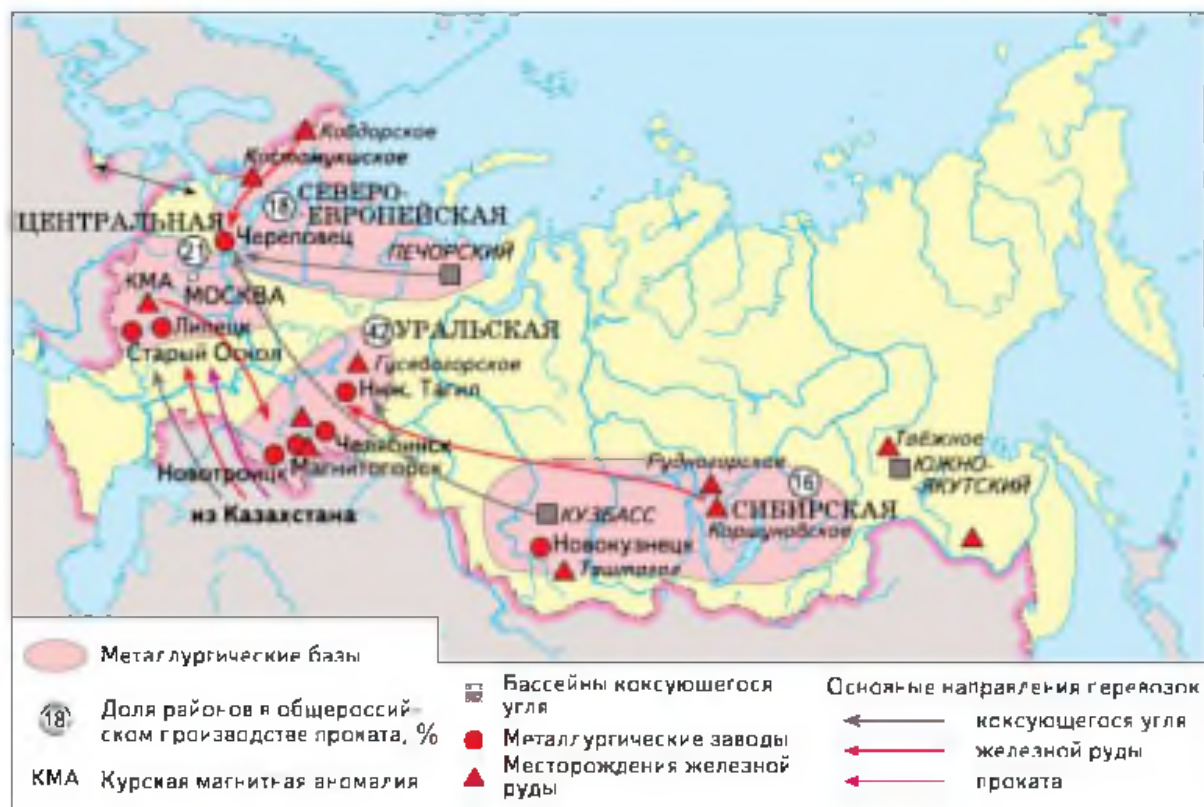 Ковдорское
Костомукшское
18 СЕВЕРО-
ЕВРОПЕЙСКАЯ
ЦЕНТРАЛЬНАЯ
Череповец
21
ПЕЧОРСКИЙ
КМА
МОСКВА
Липецк
Старый Оскол
42 УРАЛЬСКАЯ
Гусевогорское
Ниж. Тагил
Челябинск
Магнитогорск
Новотроицк
из Казахстана
Рудногорское
16
СИБИРСКАЯ
Коршуновское
КУЗБАСС
Новокузнецк
Таштагол
Таёжное
ЮЖНО-
ЯКУТСКИЙ
Металлургические базы
18 Доля районов в общероссий-
ском производстве проката, %
КМА Курская магнитная аномалия
Бассейны коксующегося
угля
Металлургические заводы
Месторождения железной
руды
Основные направления перевозок
коксующегося угля
железной руды
проката